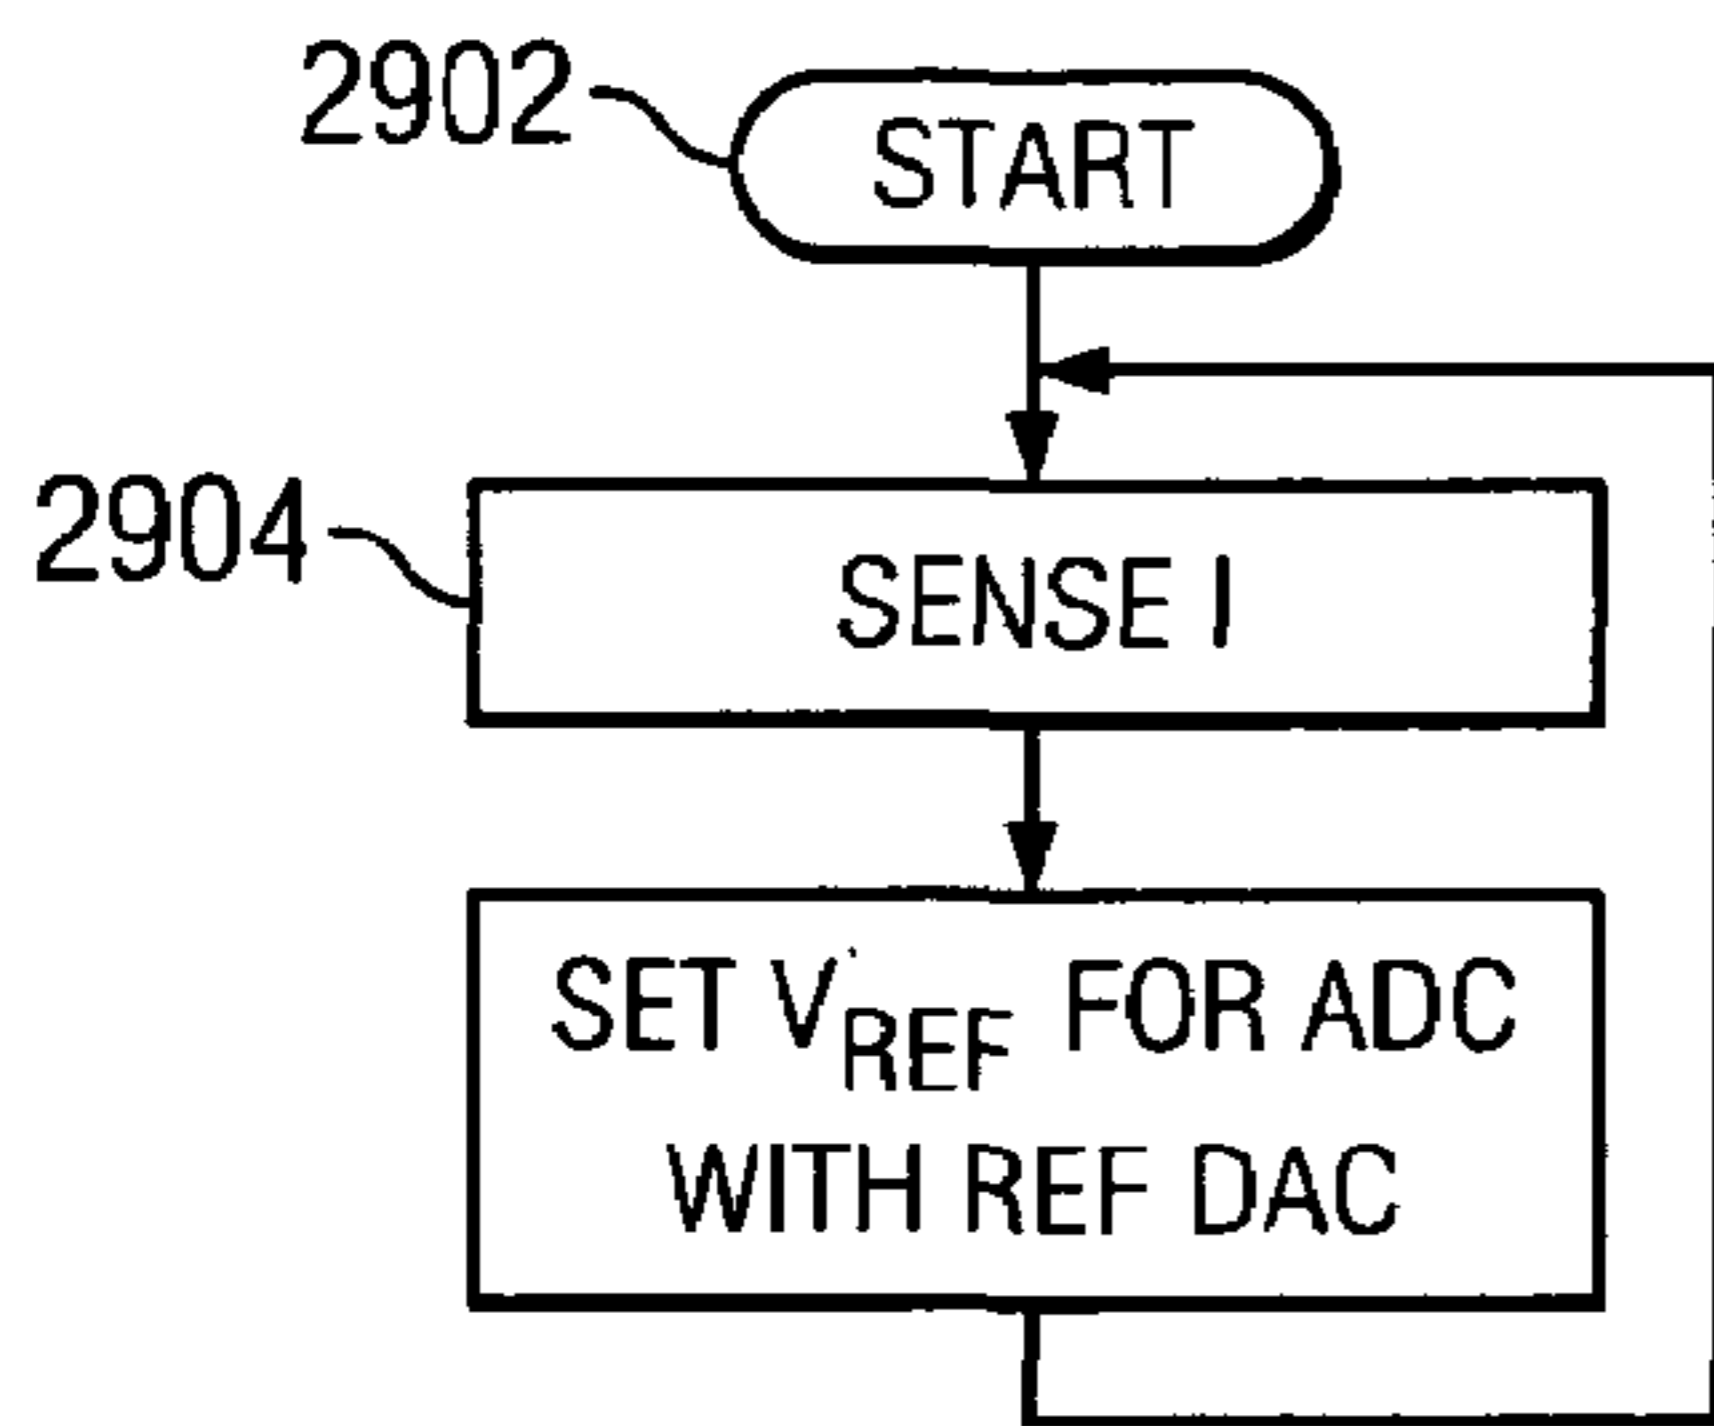 2902
START
2904
SENSE I
SET VREF FOR ADC
WITH REF DAC